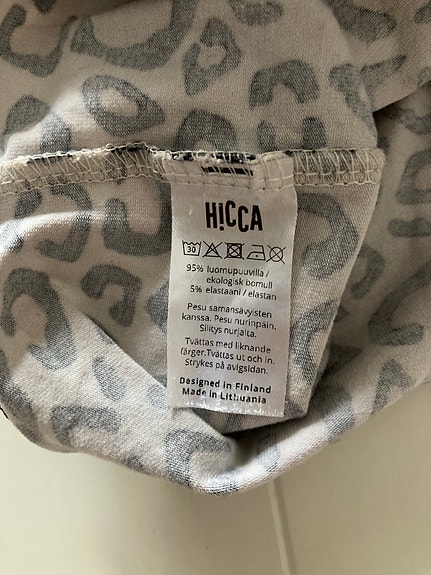 H!CCA
30
95% luomupuuvilla /
ekologisk bomull
5% elastaani / elastan
Pesu samansävyisten
kanssa. Pesu nurinpäin.
Silitys nurjalta.
Tvättas med liknande
färger.Tvättas ut och in.
Strykes på avigsidan.
Designed in Finland
Made in Lithuania